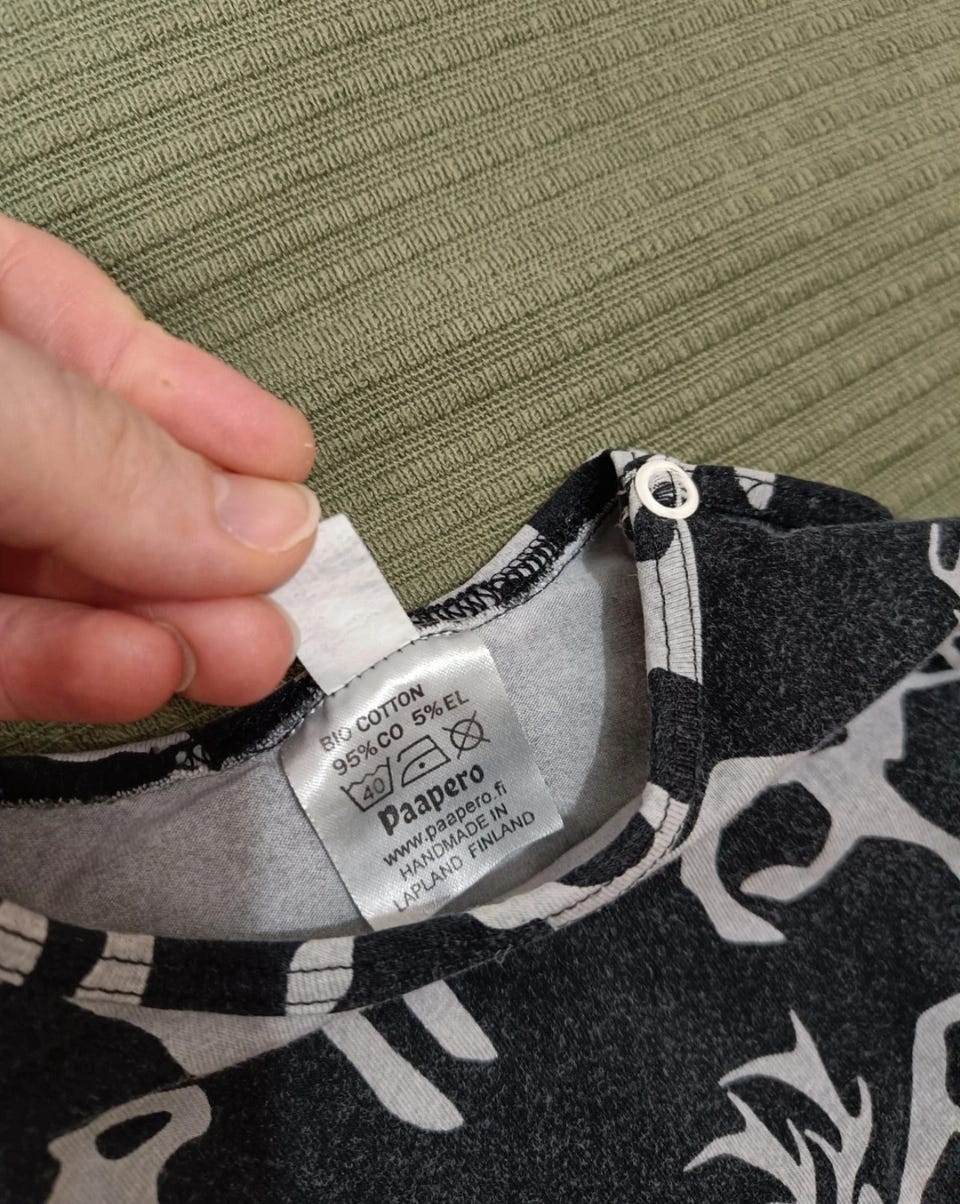 BIO COTTON
95%CO 5%EL
40
Paapero
www.paapero.fi
HANDMADE IN
LAPLAND FINLAND